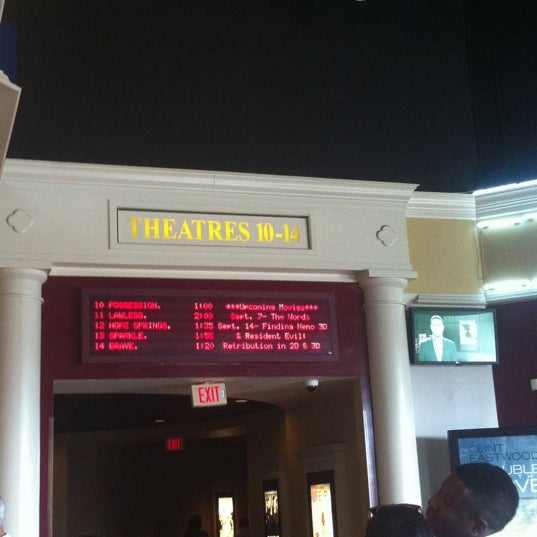 THEATRES 10-14
10 POSSESSION. 1:00 ***Upcoming Movies***
11 LAWLESS. 2:00 Sept. 7- The Words
12 HOPE SPRINGS. 1:35 Sept. 14- Finding Nemo 3D
13 SPARKLE. 1:55 & Resident Evil:
14 BRAVE. 1:20 Retribution in 2D & 3D
EXIT
EXIT
CLINT
EASTWOOD